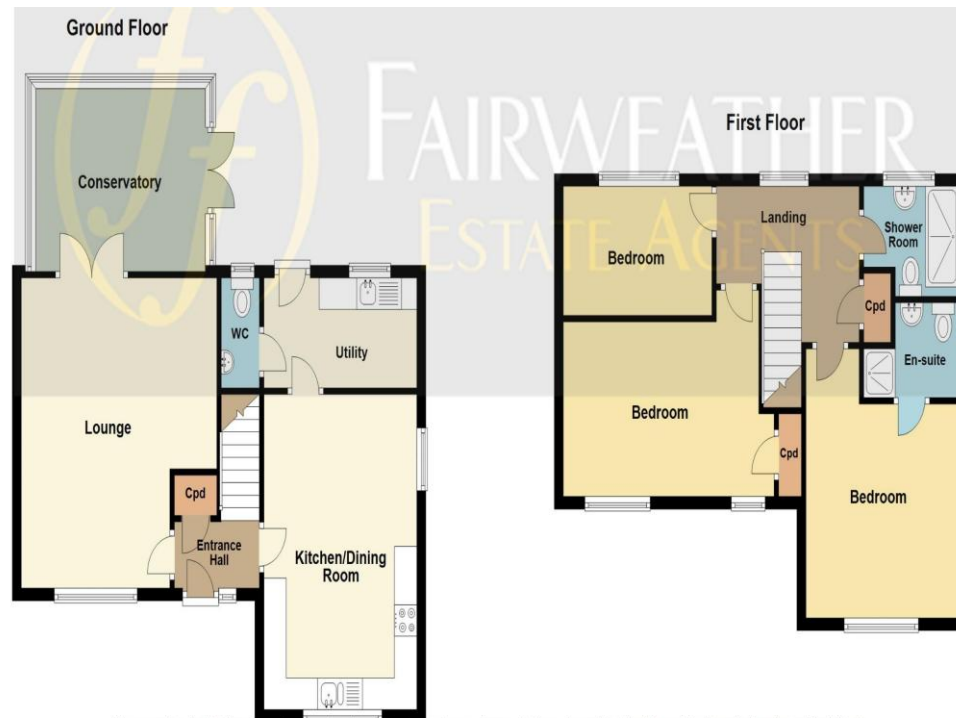 Ground Floor
FAIRWEATHER
ESTATE AGENTS
First Floor
Conservatory
WC
Utility
Lounge
Cpd
Entrance
Hall
Kitchen/Dining
Room
Landing
Shower
Room
Bedroom
Cpd
En-suite
Bedroom
Cpd
Bedroom